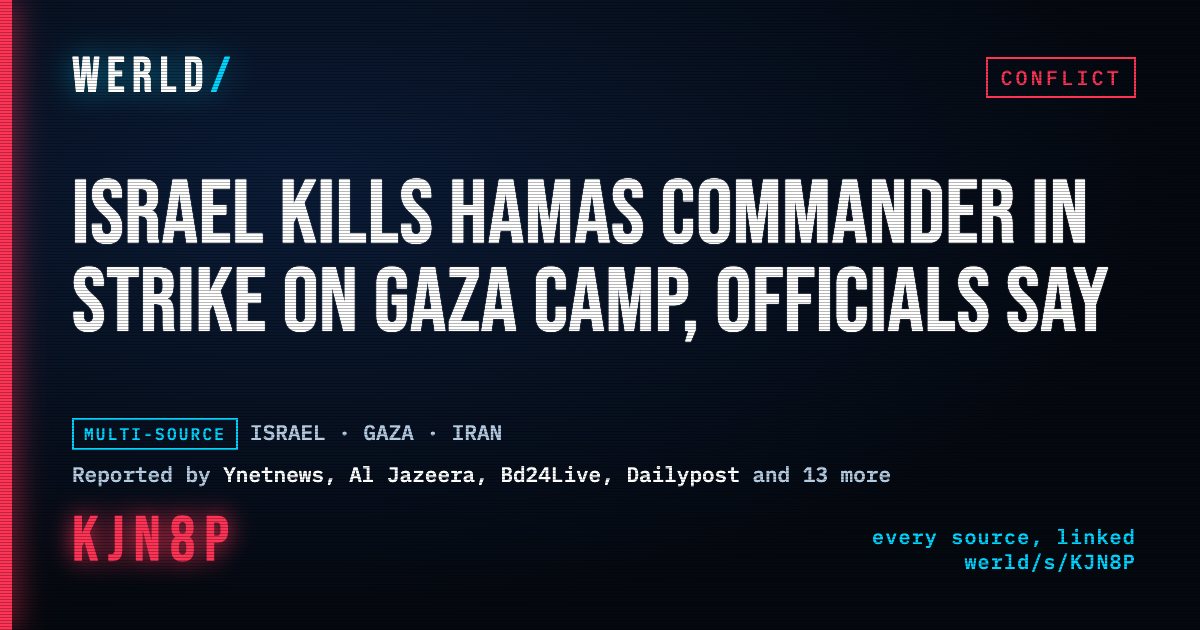 WERLD/
CONFLICT
ISRAEL KILLS HAMAS COMMANDER IN
STRIKE ON GAZA CAMP, OFFICIALS SAY
MULTI-SOURCE ISRAEL · GAZA · IRAN
Reported by Ynetnews, Al Jazeera, Bd24Live, Dailypost and 13 more
KJN8P
every source, linked
werld/s/KJN8P